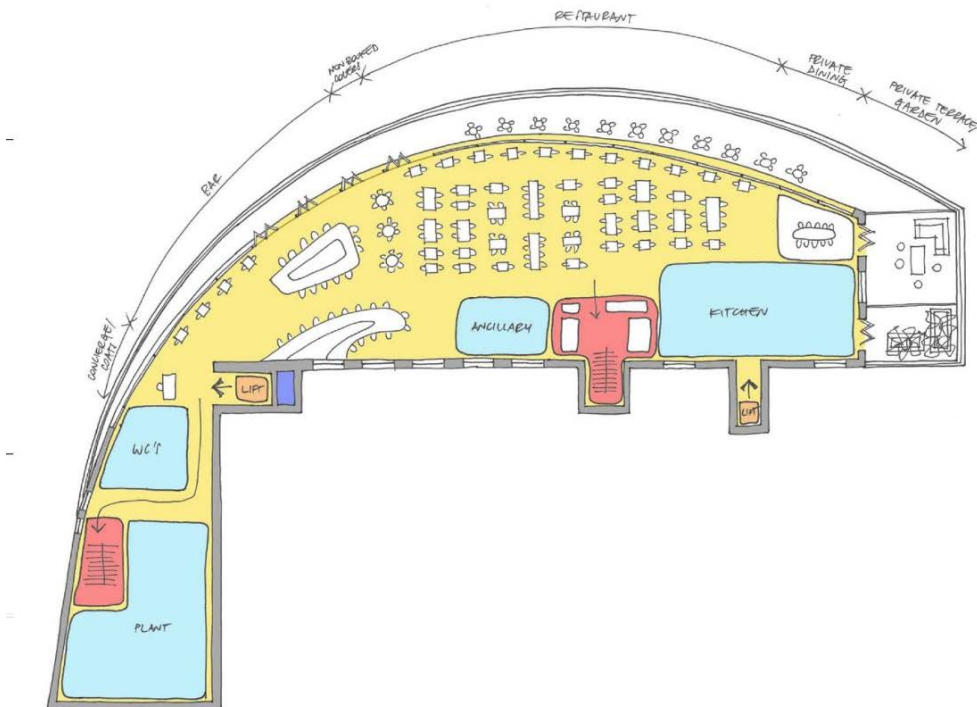 RESTAURANT
NON BOOKED
COVERS
PRIVATE
DINING
PRIVATE TERRACE/
GARDEN
BAR
CONCIERGE/
COATS
ANCILLARY
KITCHEN
LIFT
LIFT
WC'S
PLANT